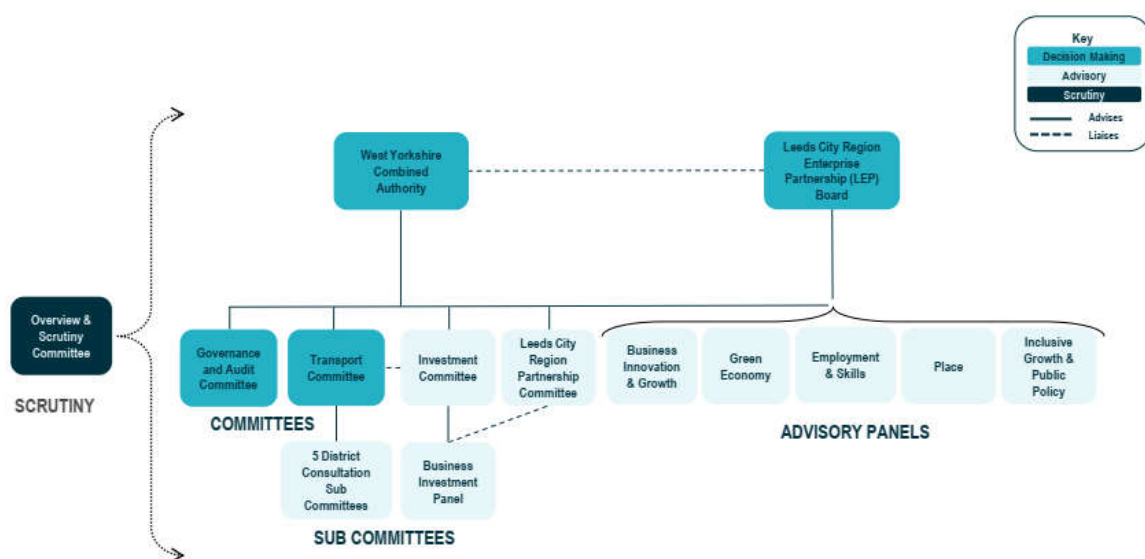 Key
Decision Making
Advisory
Scrutiny
Advises
Liaises
West Yorkshire
Combined
Authority
Leeds City Region
Enterprise
Partnership (LEP)
Board
Overview &
Scrutiny
Committee
SCRUTINY
Governance
and Audit
Committee
Transport
Committee
Investment
Committee
Leeds City
Region
Partnership
Committee
Business
Innovation
& Growth
Green
Economy
Employment
& Skills
Place
Inclusive
Growth &
Public
Policy
COMMITTEES
ADVISORY PANELS
5 District
Consultation
Sub
Committees
Business
Investment
Panel
SUB COMMITTEES